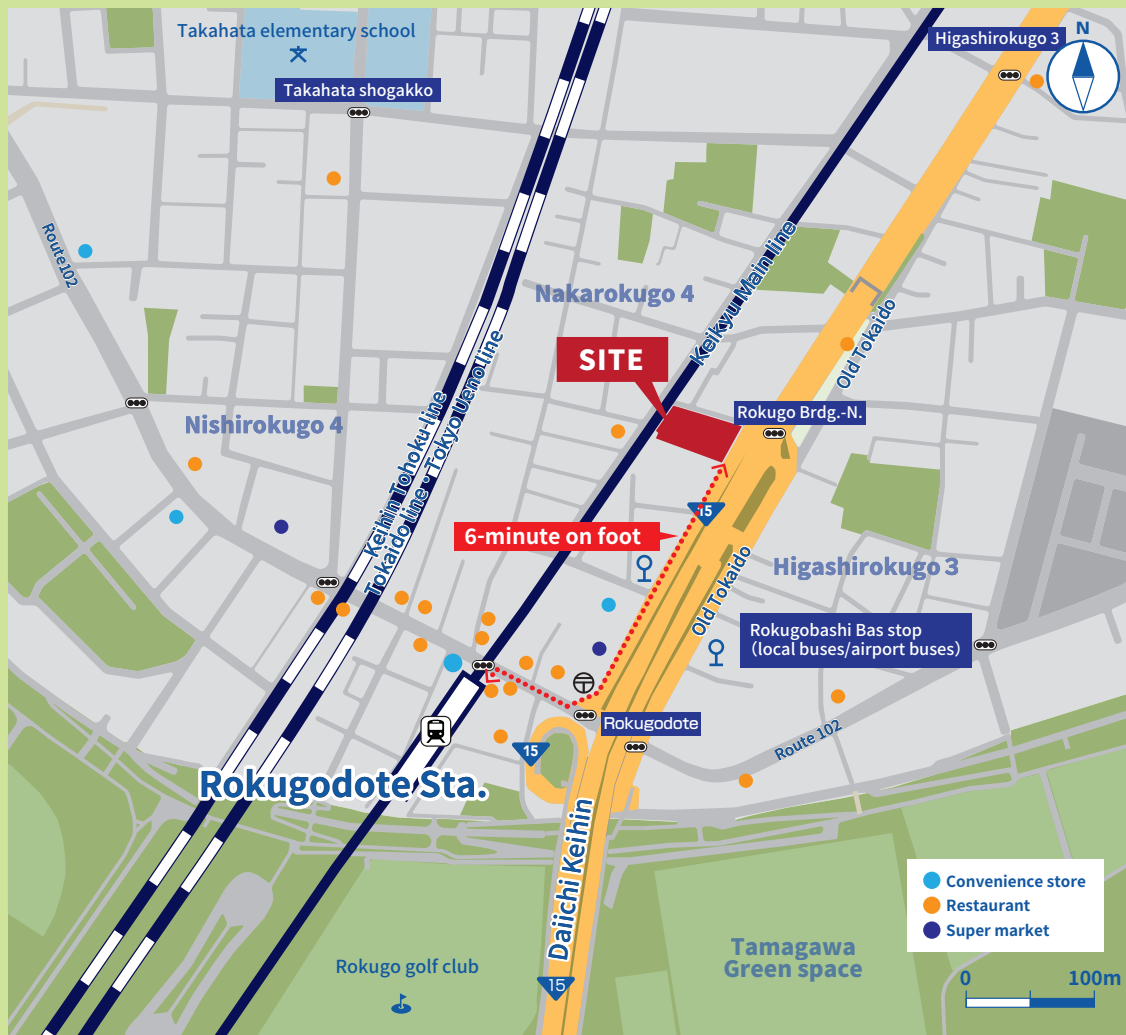 Takahata elementary school
Higashirokugo 3
N
Takahata shogakko
Route102
Keikyu Main line
Nakarokugo 4
Old Tokaido
SITE
Keihin Tohoku-line
Tokaido line・Tokyo Ueno line
Rokugo Brdg.-N.
Nishirokugo 4
15
6-minute on foot
Higashirokugo 3
Old Tokaido
Rokugobashi Bas stop
(local buses/airport buses)
Rokugodote
Route 102
15
Rokugodote Sta.
Daiichi Keihin
Convenience store
Restaurant
Super market
Tamagawa
Green space
Rokugo golf club
15
0 100m